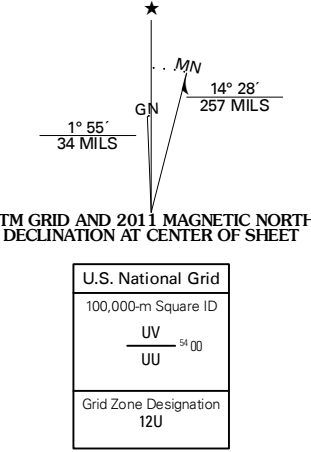 ★
MN
14° 28´
257 MILS
GN
1° 55´
34 MILS
TM GRID AND 2011 MAGNETIC NORTH
DECLINATION AT CENTER OF SHEET
U.S. National Grid
100,000-m Square ID
UV
54 00
UU
Grid Zone Designation
12U